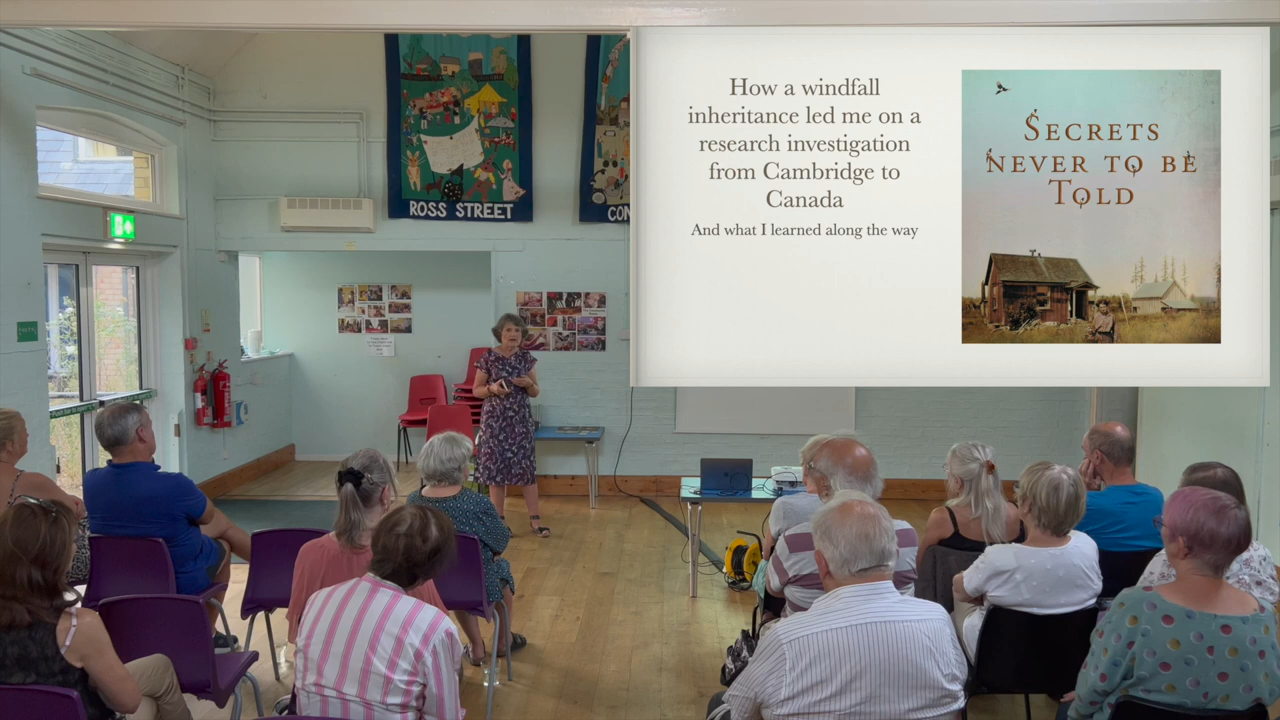 How a windfall
inheritance led me on a
research investigation
from Cambridge to
Canada
And what I learned along the way
SECRETS
NEVER TO BE
TOLD
ROSS STREET
CON